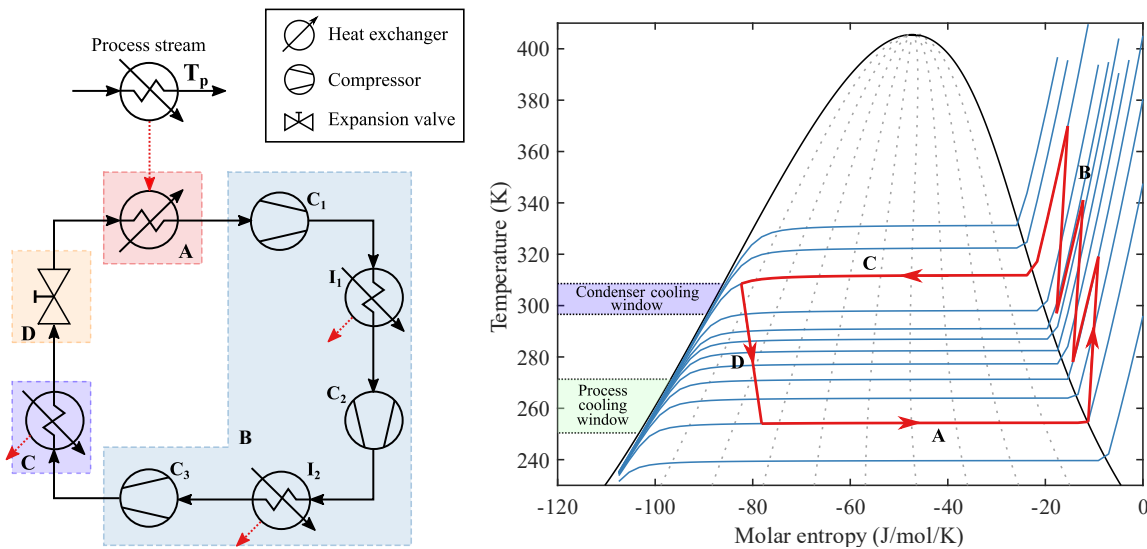 Process stream
Tp
Heat exchanger
Compressor
Expansion valve
C1
A
I1
D
C2
B
C3
I2
C
Temperature (K)
400
380
360
340
320
300
280
260
240
B
C
Condenser cooling
window
D
Process
cooling
window
A
-120
-100
-80
-60
-40
-20
0
Molar entropy (J/mol/K)